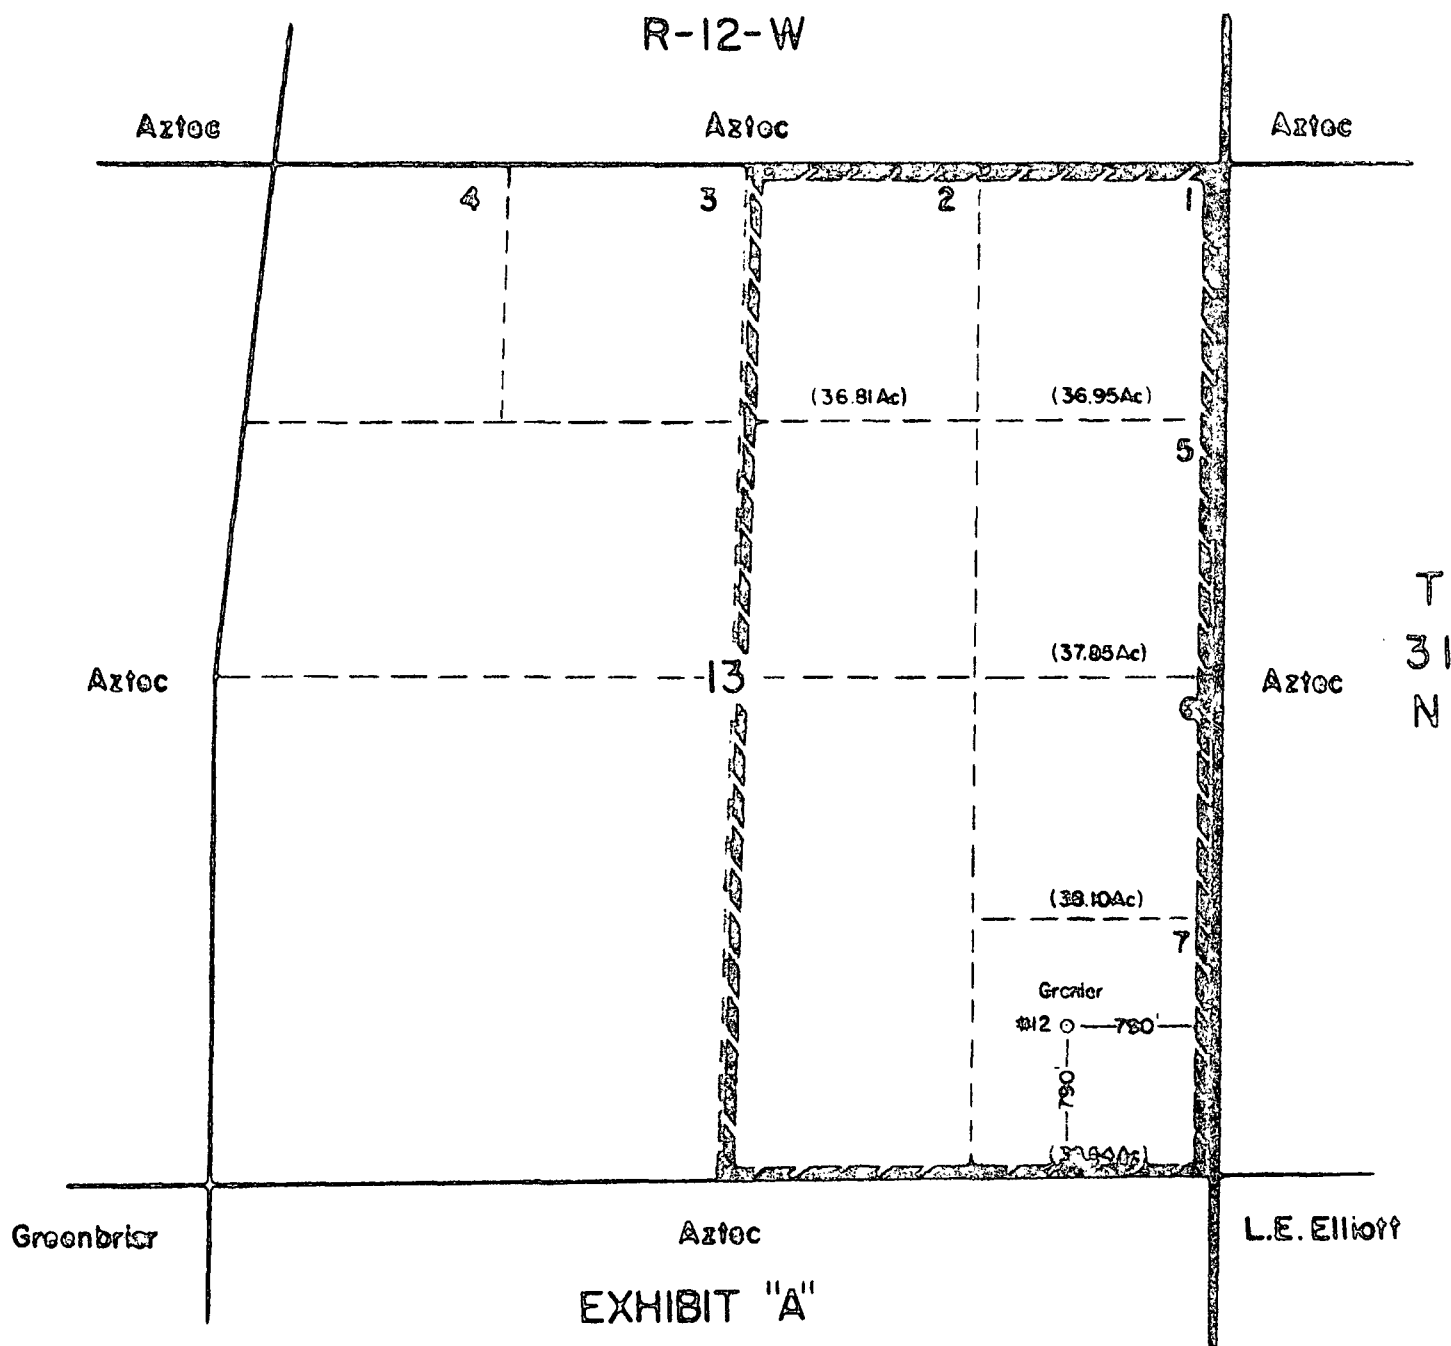 R-12-W
Aztec
Aztec
Aztec
4
3
2
1
(36.81Ac)
(36.95Ac)
5
T
31
N
Aztec
13
(37.85Ac)
Aztec
6
(38.10Ac)
7
#12
780'
790'
Greenbrier
Aztec
L.E. Elliott
EXHIBIT "A"